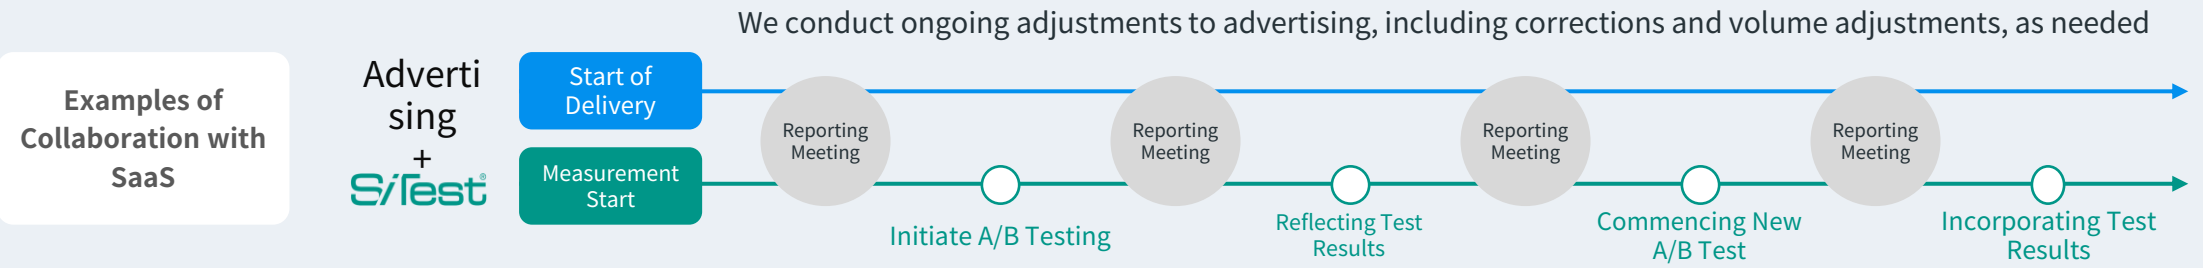 We conduct ongoing adjustments to advertising, including corrections and volume adjustments, as needed
Examples of
Collaboration with
SaaS
Adverti
sing
+
SiTest®
Start of
Delivery
Measurement
Start
Reporting
Meeting
Reporting
Meeting
Reporting
Meeting
Reporting
Meeting
Initiate A/B Testing
Reflecting Test
Results
Commencing New
A/B Test
Incorporating Test
Results